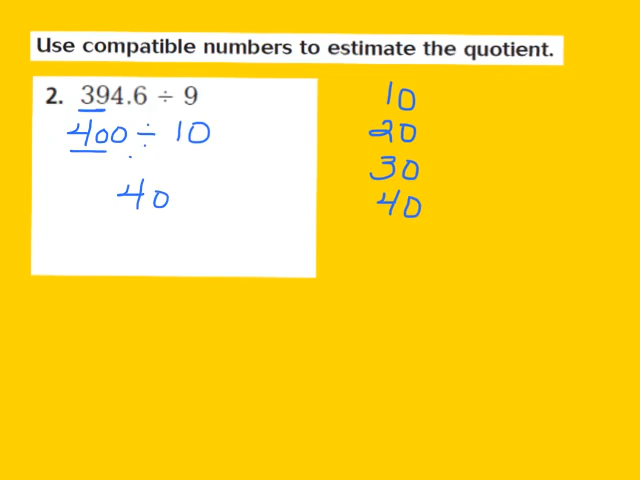 Use compatible numbers to estimate the quotient.
2. 394.6 ÷ 9
400 ÷ 10
40
10
20
30
40